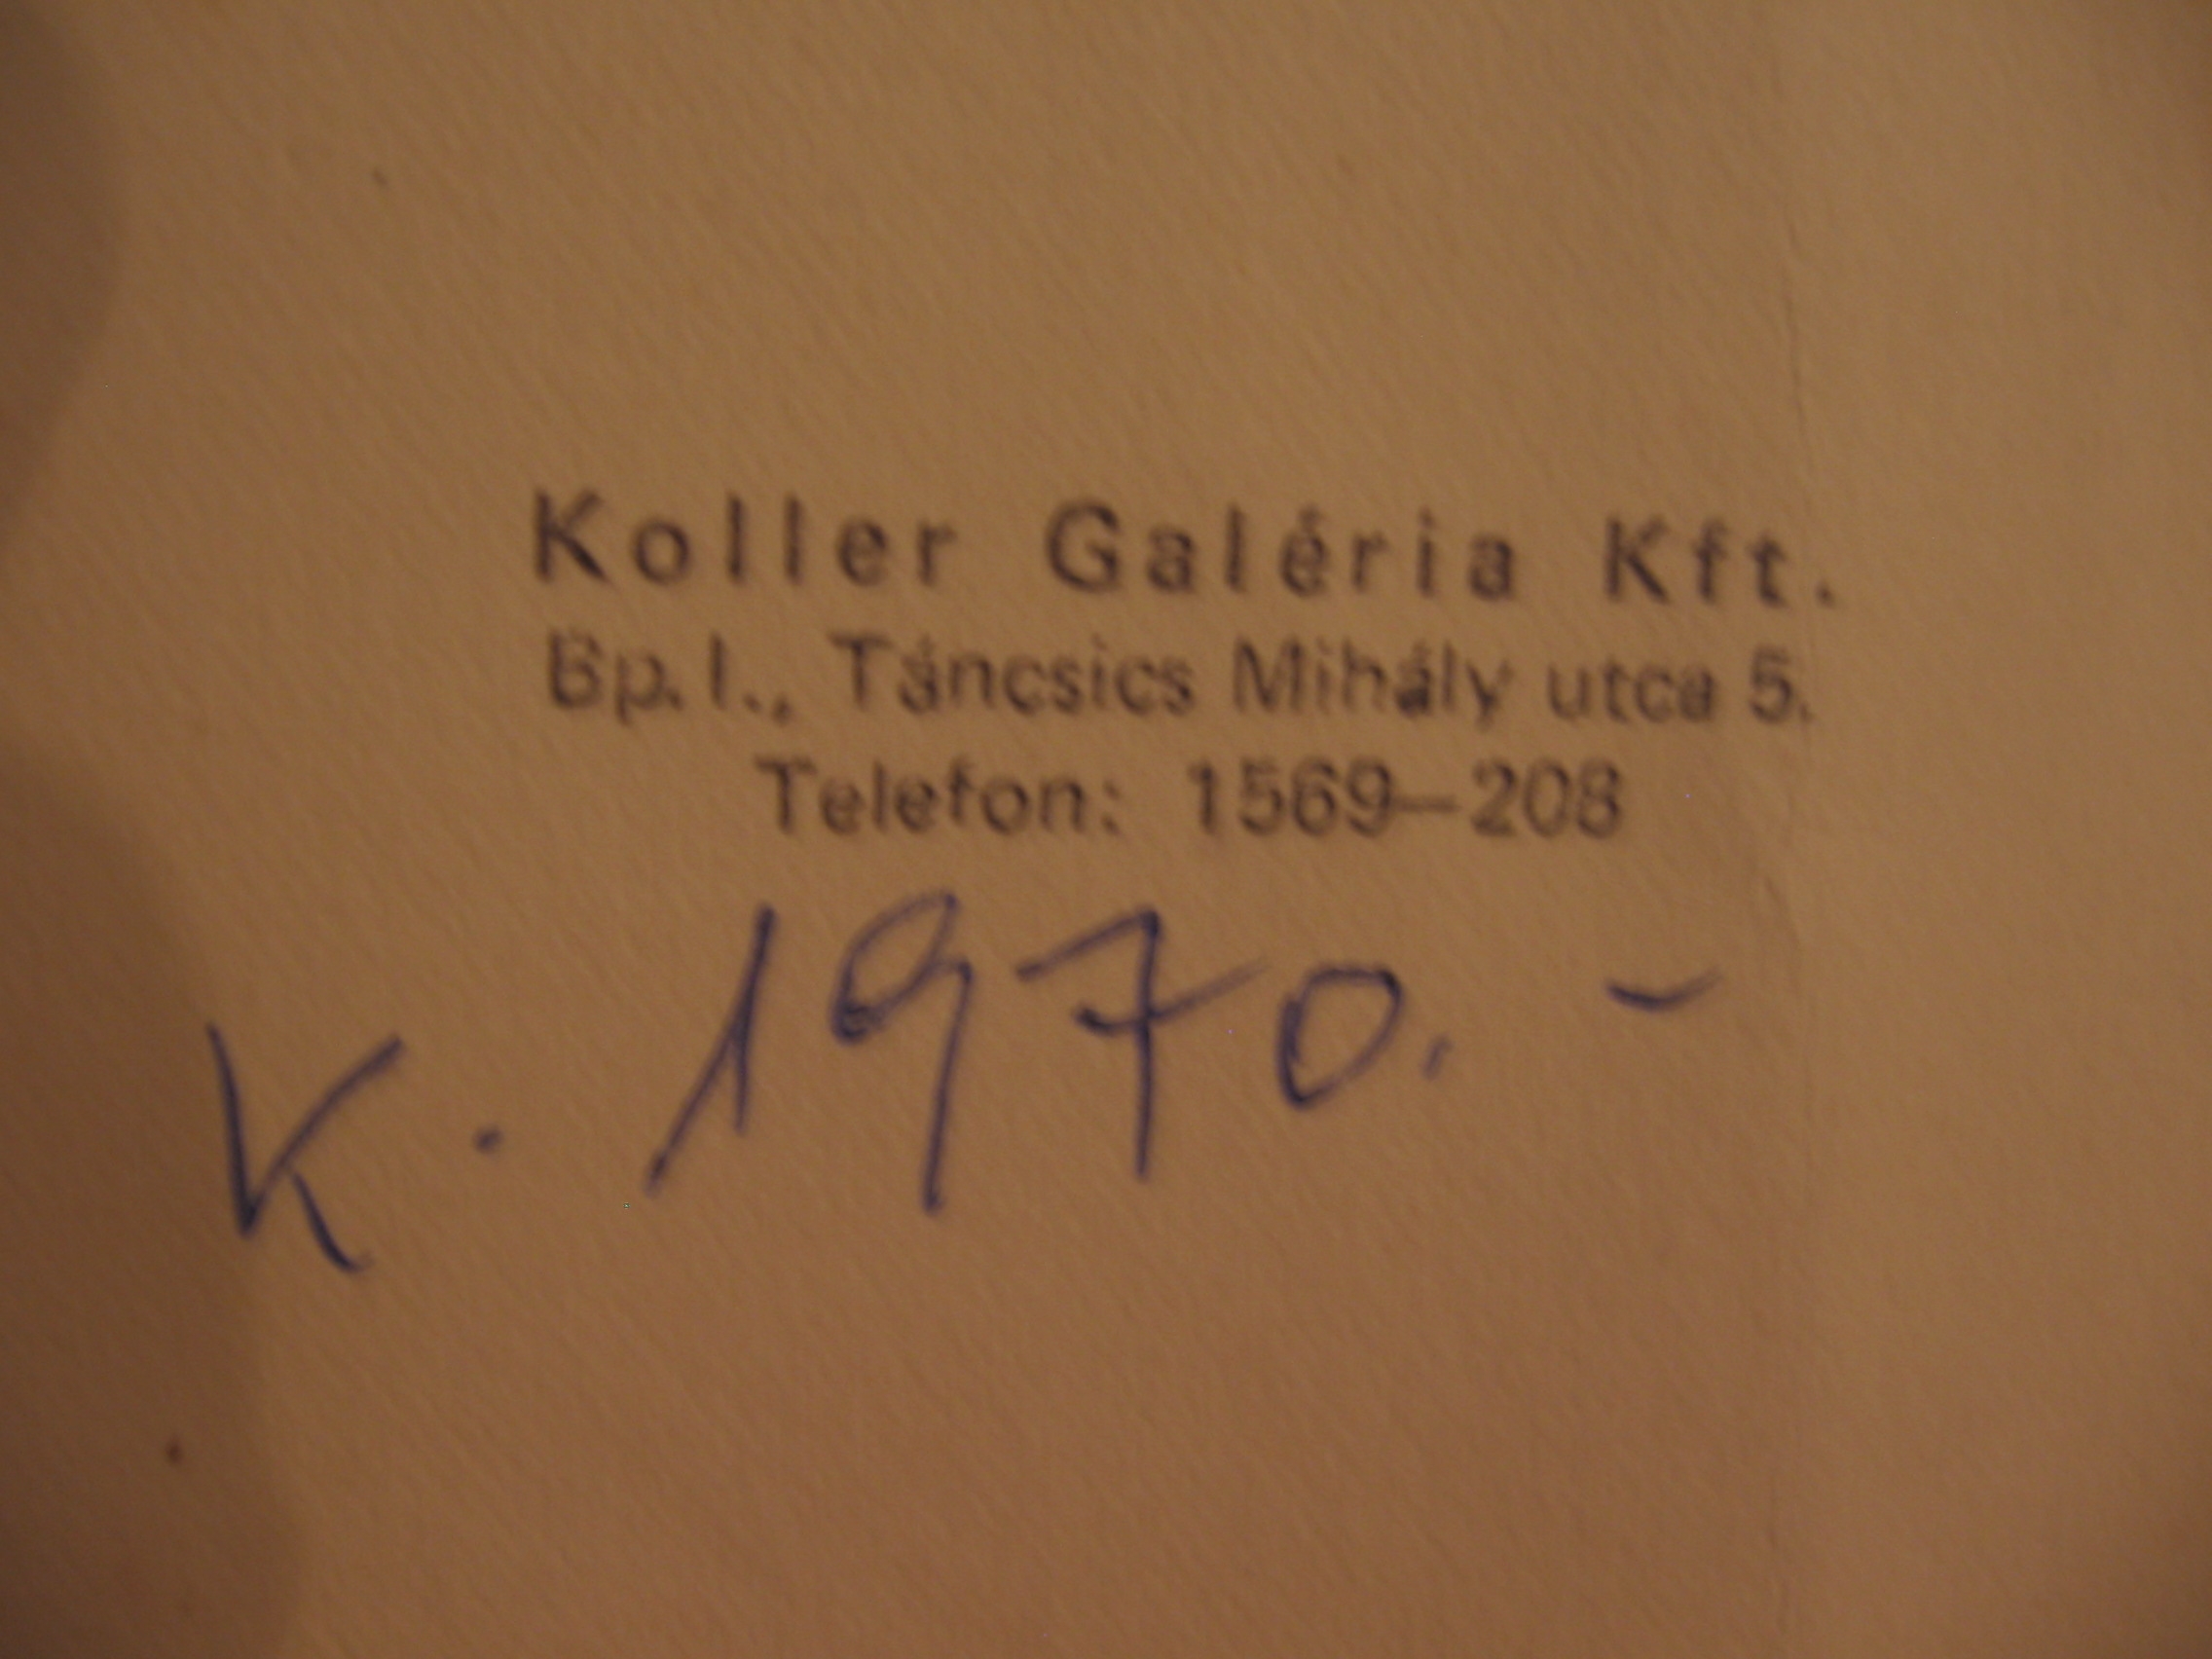 Koller Galéria Kft.
Bp. I., Táncsics Mihály utca 5.
Telefon: 1569—208
K. 1970. -